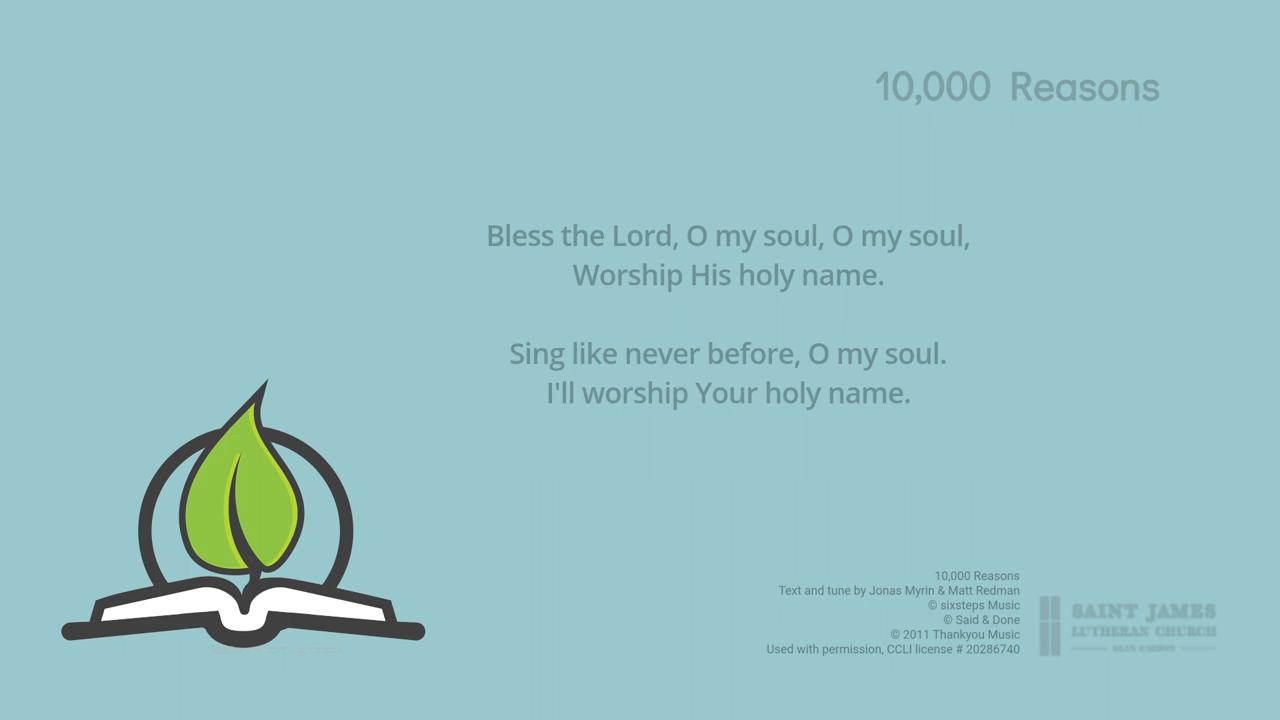 10,000 Reasons
Bless the Lord, O my soul, O my soul,
Worship His holy name.
Sing like never before, O my soul.
I'll worship Your holy name.
10,000 Reasons
Text and tune by Jonas Myrin & Matt Redman
© sixsteps Music
© Said & Done
© 2011 Thankyou Music
Used with permission, CCLI license # 20286740
SAINT JAMES
LUTHERAN CHURCH